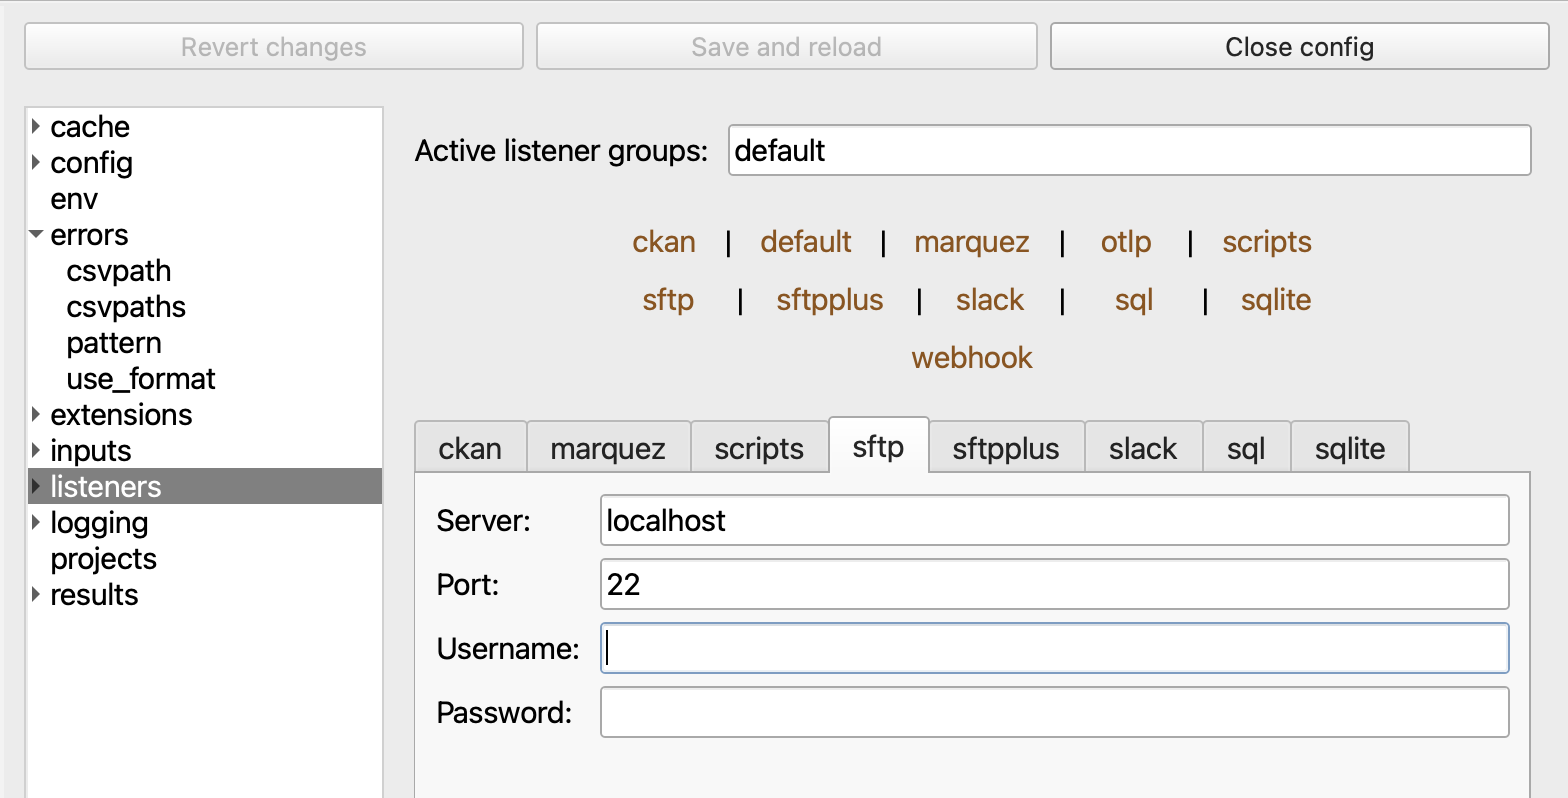 Revert changes Save and reload Close config
cache
config
env
errors
csvpath
csvpaths
pattern
use_format
extensions
inputs
listeners
logging
projects
results
Active listener groups: default
ckan | default | marquez | otlp | scripts
sftp | sftpplus | slack | sql | sqlite
webhook
ckan marquez scripts sftp sftpplus slack sql sqlite
Server: localhost
Port: 22
Username:
Password: